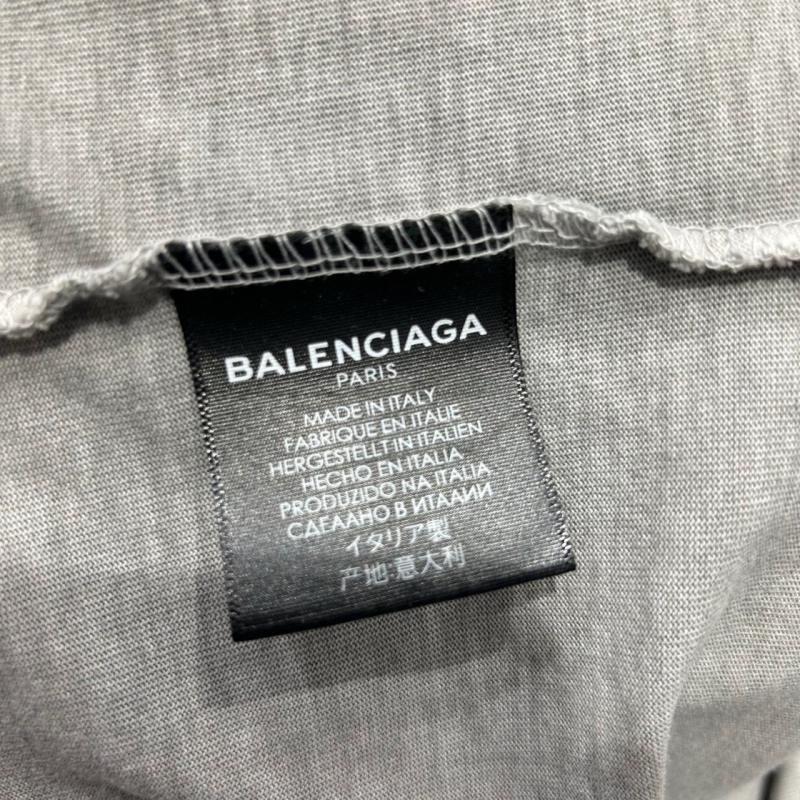 BALENCIAGA
PARIS
MADE IN ITALY
FABRIQUE EN ITALIE
HERGESTELLT IN ITALIEN
HECHO EN ITALIA
PRODUZIDO NA ITALIA
СДЕЛАНО В ИТАЛИИ
イタリア製
产地:意大利